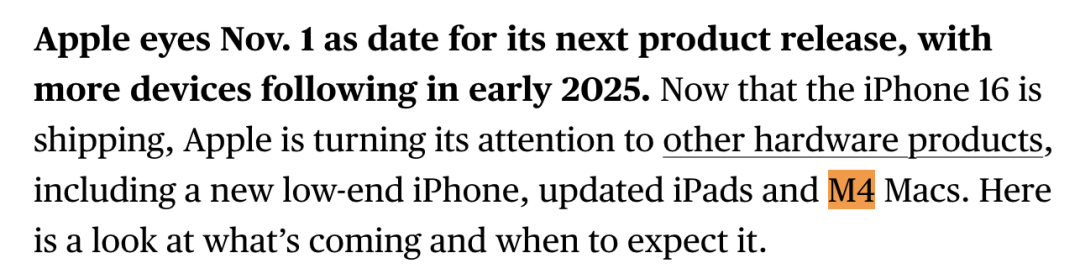 Apple eyes Nov. 1 as date for its next product release, with
more devices following in early 2025. Now that the iPhone 16 is
shipping, Apple is turning its attention to other hardware products,
including a new low-end iPhone, updated iPads and M4 Macs. Here
is a look at what’s coming and when to expect it.